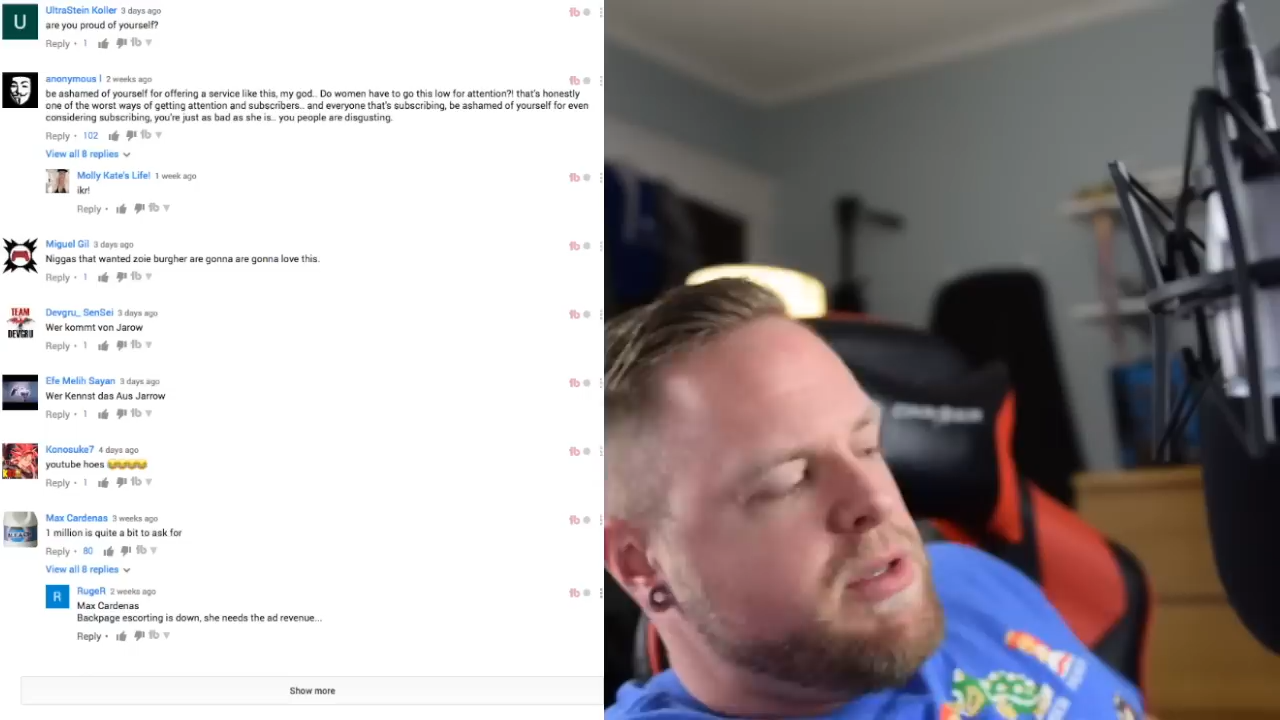 U
UltraStein Koller 3 days ago
are you proud of yourself?
Reply • 1
anonymous l 2 weeks ago
be ashamed of yourself for offering a service like this, my god.. Do women have to go this low for attention?! that's honestly
one of the worst ways of getting attention and subscribers.. and everyone that's subscribing, be ashamed of yourself for even
considering subscribing, you're just as bad as she is.. you people are disgusting.
Reply • 102
View all 8 replies
Molly Kate's Life! 1 week ago
ikr!
Reply •
Miguel Gil 3 days ago
Niggas that wanted zoie burgher are gonna are gonna love this.
Reply • 1
TEAM
DEVGRU
Devgru_ SenSei 3 days ago
Wer kommt von Jarow
Reply • 1
Efe Melih Sayan 3 days ago
Wer Kennst das Aus Jarrow
Reply • 1
Konosuke7 4 days ago
youtube hoes 😂😂😂😂
Reply • 1
Max Cardenas 3 weeks ago
1 million is quite a bit to ask for
Reply • 80
View all 8 replies
R
RugeR 2 weeks ago
Max Cardenas
Backpage escorting is down, she needs the ad revenue...
Reply •
Show more